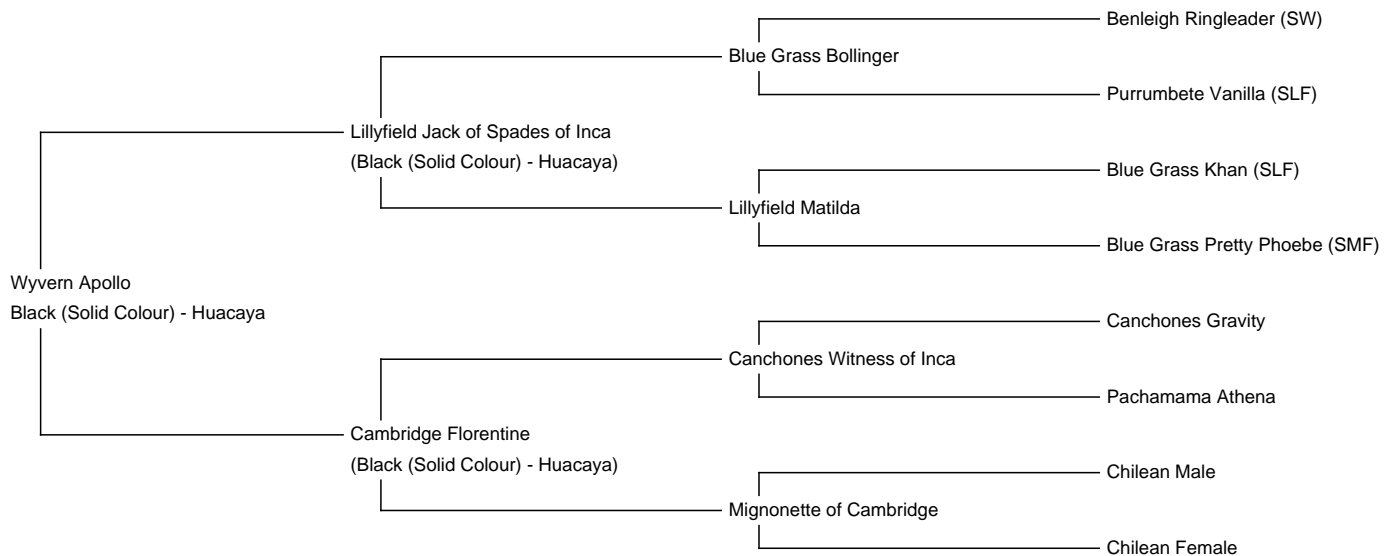 Benleigh Ringleader (SW)
Blue Grass Bollinger
Purrumbete Vanilla (SLF)
Lillyfield Jack of Spades of Inca
(Black (Solid Colour) - Huacaya)
Blue Grass Khan (SLF)
Lillyfield Matilda
Blue Grass Pretty Phoebe (SMF)
Wyvern Apollo
Black (Solid Colour) - Huacaya
Canchones Gravity
Canchones Witness of Inca
Pachamama Athena
Cambridge Florentine
(Black (Solid Colour) - Huacaya)
Chilean Male
Mignonette of Cambridge
Chilean Female